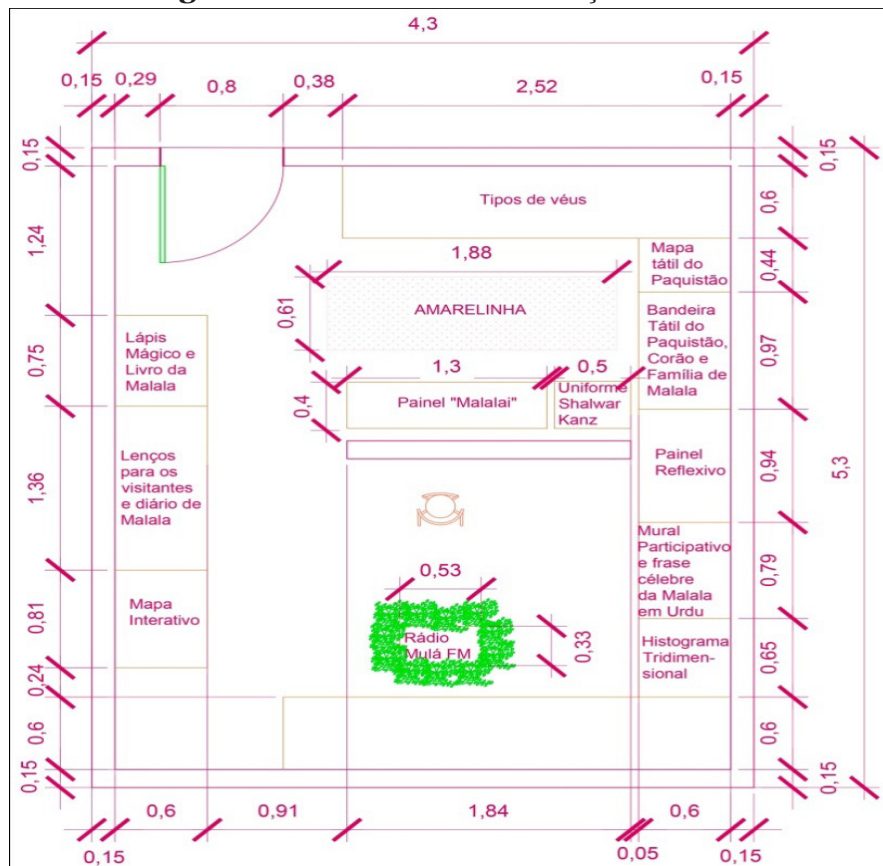 4,3
0,15 0,29 0,8 0,38 2,52 0,15
0,15
1,24
0,75
1,36
0,81
0,24
0,6
0,15
Tipos de véus
1,88
0,61
AMARELINHA
1,3 0,5
0,4
Painel "Malalai"
Uniforme
Shalwar
Kanz
Lápis
Mágico e
Livro da
Malala
Lenços
para os
visitantes
e diário de
Malala
Mapa
Interativo
Mapa
tátil do
Paquistão
Bandeira
Tátil do
Paquistão,
Corão e
Família de
Malala
Painel
Reflexivo
Mural
Participativo
e frase
célebre
da Malala
em Urdu
Histograma
Tridimen-
sional
0,53
0,33
Rádio
Mulá FM
0,15
0,6
0,44
0,97
0,94
0,79
0,65
0,6
0,15
5,3
0,6 0,91 1,84 0,6
0,15 0,05 0,15